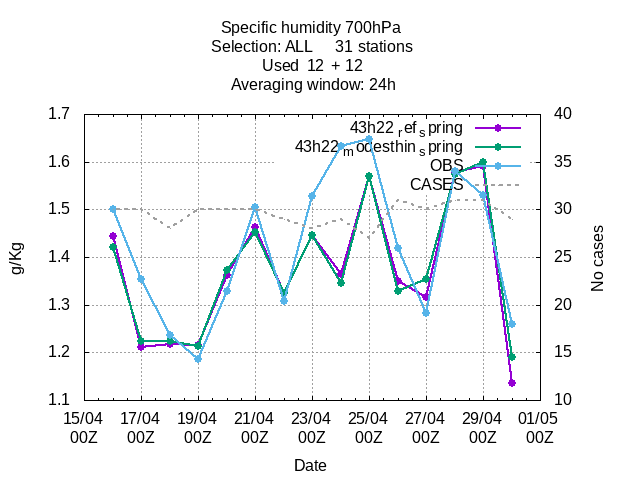 Specific humidity 700hPa
Selection: ALL 31 stations
Used 12 + 12
Averaging window: 24h
1.7 40
43h22refspring
1.6 35
43h22modesthinspring
OBS
CASES
1.5 30
1.4 25
1.3 20
1.2 15
1.1 10
g/Kg
No cases
15/04 17/04 19/04 21/04 23/04 25/04 27/04 29/04 01/05
00Z 00Z 00Z 00Z 00Z 00Z 00Z 00Z 00Z
Date